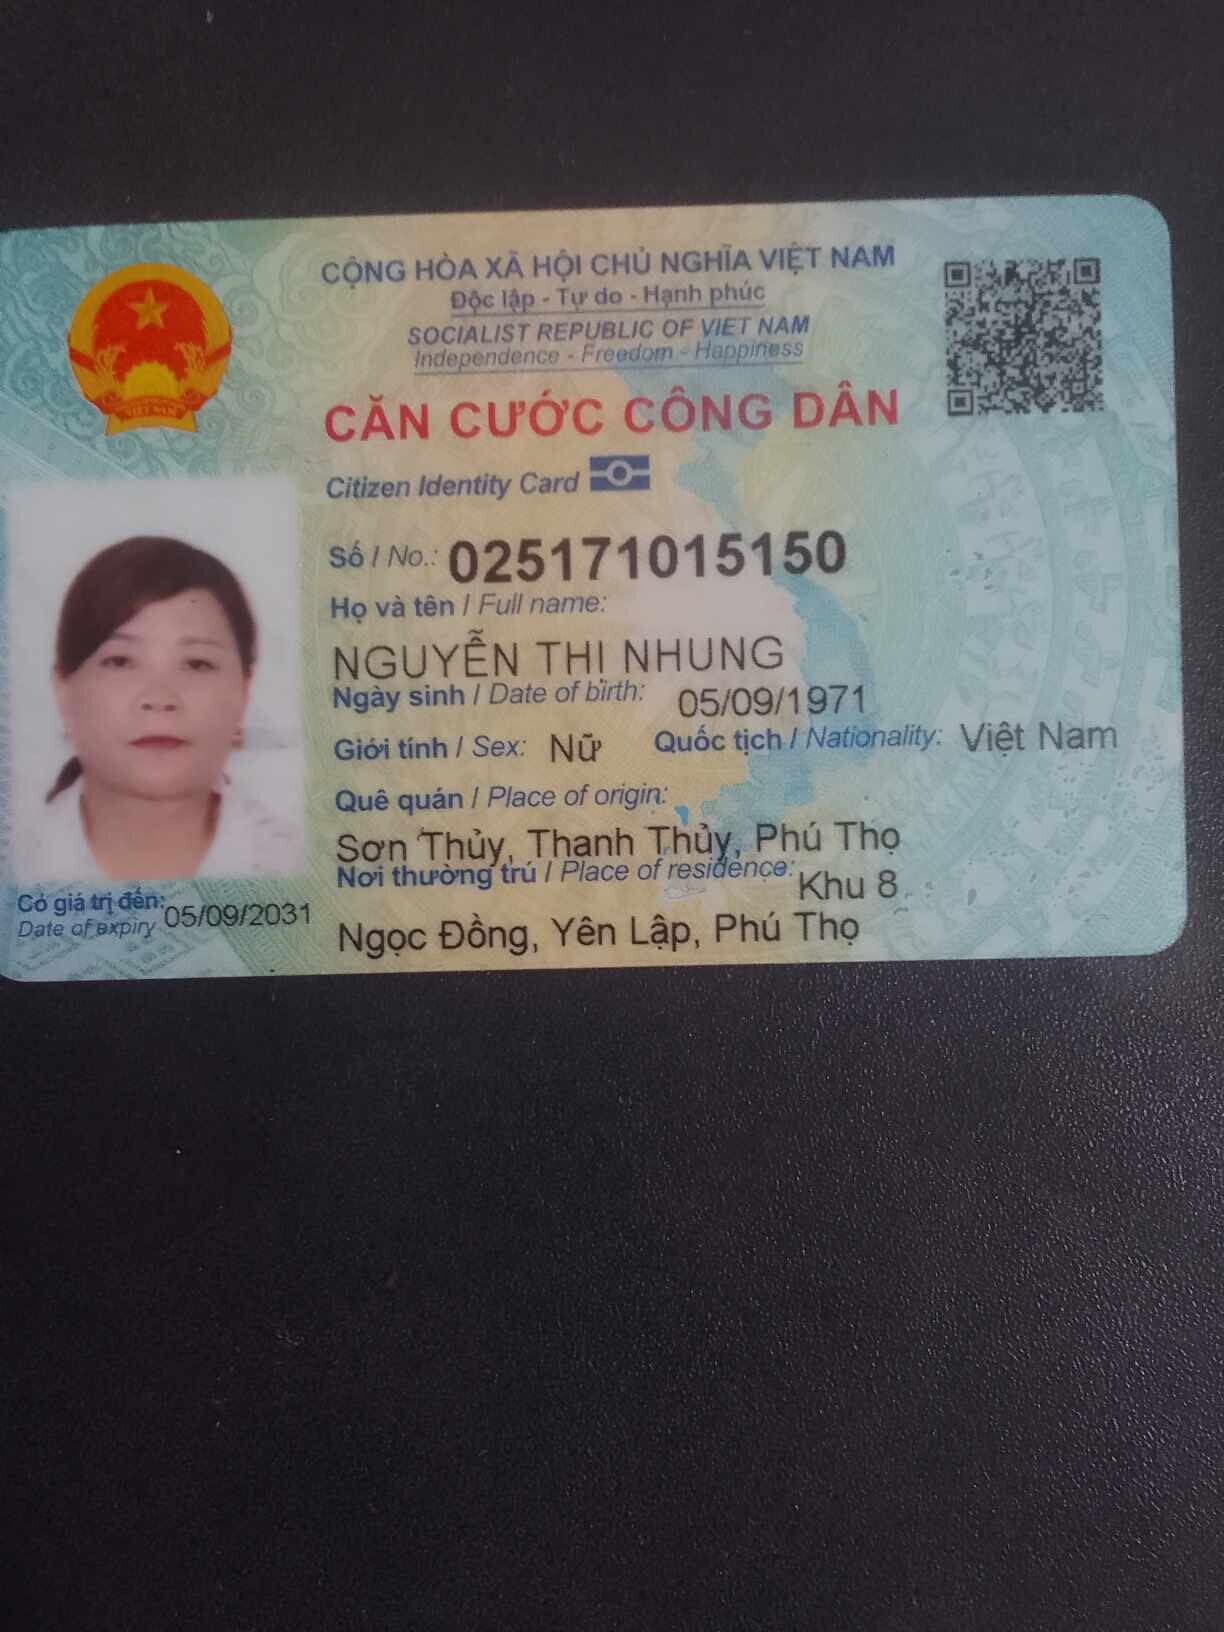 CỘNG HÒA XÃ HỘI CHỦ NGHĨA VIỆT NAM
Độc lập - Tự do - Hạnh phúc
SOCIALIST REPUBLIC OF VIET NAM
Independence - Freedom - Happiness
CĂN CƯỚC CÔNG DÂN
Citizen Identity Card
Số / No.: 025171015150
Họ và tên / Full name:
NGUYỄN THỊ NHUNG
Ngày sinh / Date of birth: 05/09/1971
Giới tính / Sex: Nữ Quốc tịch / Nationality: Việt Nam
Quê quán / Place of origin:
Sơn Thủy, Thanh Thủy, Phú Thọ
Nơi thường trú / Place of residence: Khu 8
Ngọc Đồng, Yên Lập, Phú Thọ
Có giá trị đến: 05/09/2031
Date of expiry
VIỆT NAM